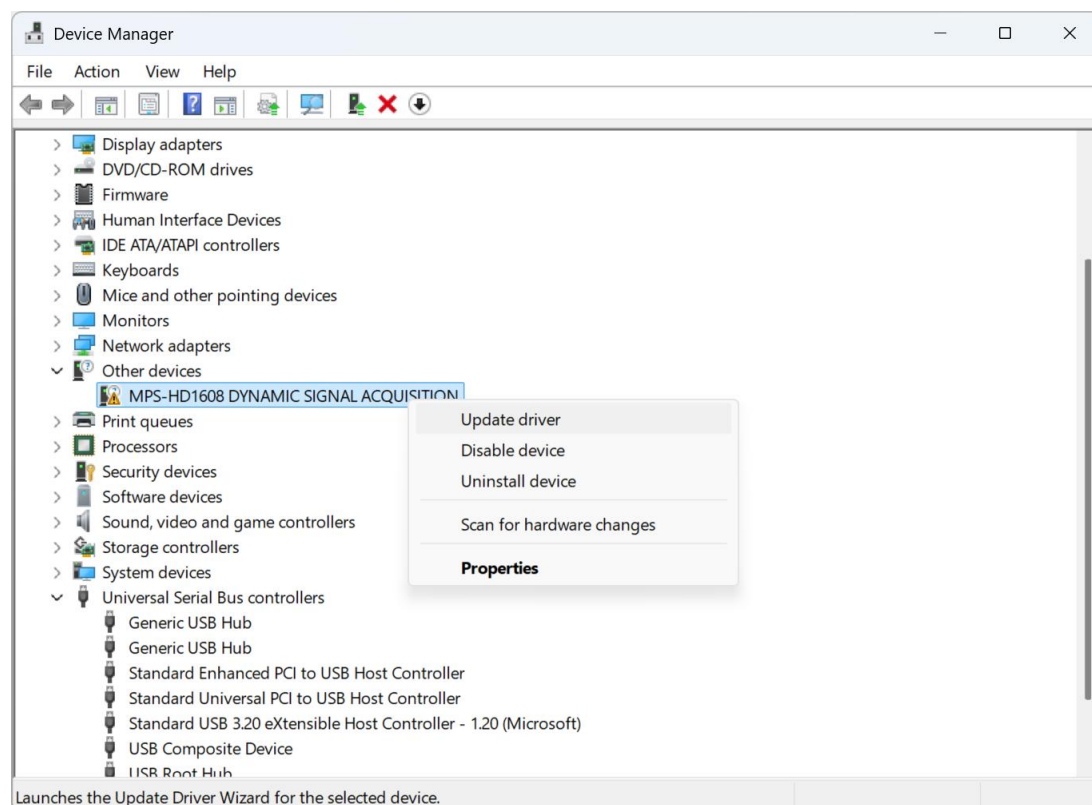 Device Manager
File Action View Help
Display adapters
DVD/CD-ROM drives
Firmware
Human Interface Devices
IDE ATA/ATAPI controllers
Keyboards
Mice and other pointing devices
Monitors
Network adapters
Other devices
MPS-HD1608 DYNAMIC SIGNAL ACQUISITION
Print queues
Processors
Security devices
Software devices
Sound, video and game controllers
Storage controllers
System devices
Universal Serial Bus controllers
Generic USB Hub
Generic USB Hub
Standard Enhanced PCI to USB Host Controller
Standard Universal PCI to USB Host Controller
Standard USB 3.20 eXtensible Host Controller - 1.20 (Microsoft)
USB Composite Device
USB Root Hub
Update driver
Disable device
Uninstall device
Scan for hardware changes
Properties
Launches the Update Driver Wizard for the selected device.